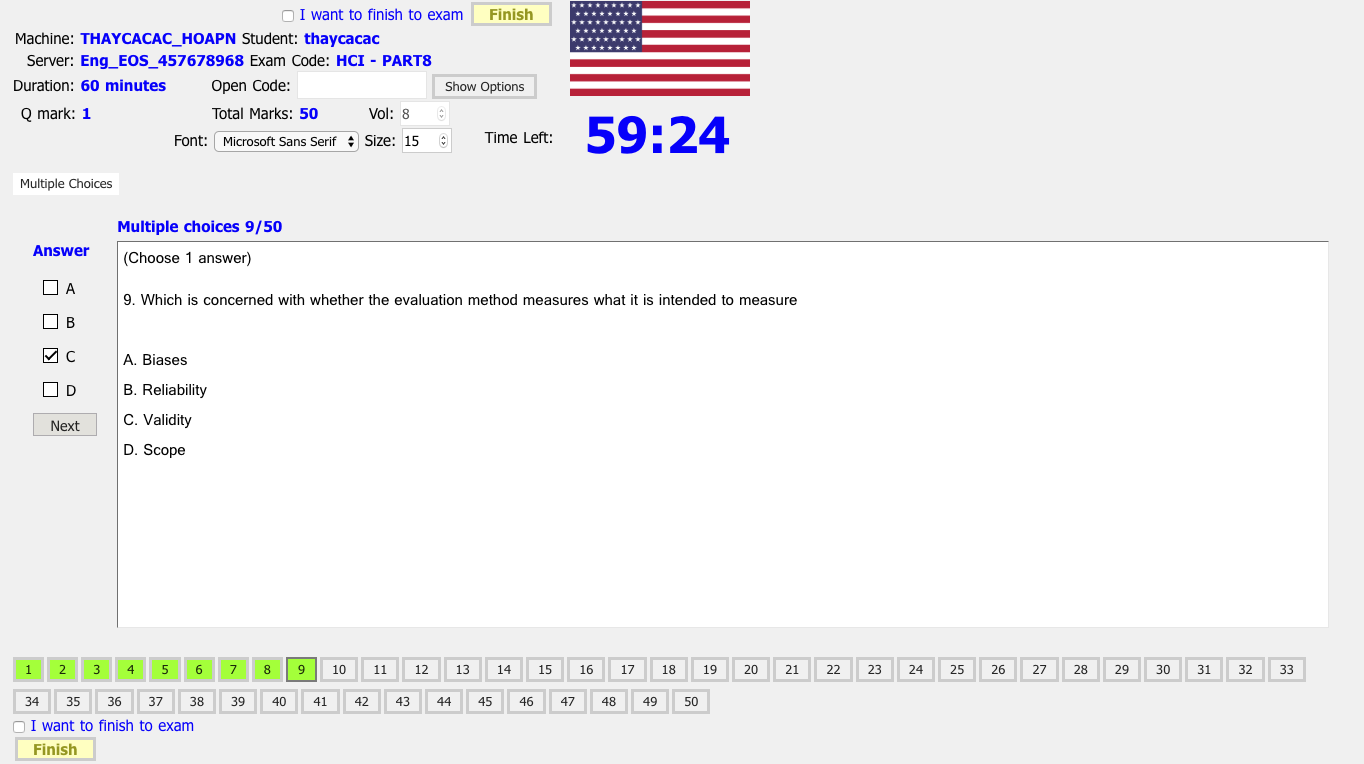 I want to finish to exam Finish
Machine: THAYCACAC_HOAPN Student: thaycacac
Server: Eng_EOS_457678968 Exam Code: HCI - PART8
Duration: 60 minutes Open Code: Show Options
Q mark: 1 Total Marks: 50 Vol: 8
Font: Microsoft Sans Serif Size: 15 Time Left: 59:24
Multiple Choices
Multiple choices 9/50
Answer
(Choose 1 answer)
A
9. Which is concerned with whether the evaluation method measures what it is intended to measure
B
C
A. Biases
D
B. Reliability
Next
C. Validity
D. Scope
1 2 3 4 5 6 7 8 9 10 11 12 13 14 15 16 17 18 19 20 21 22 23 24 25 26 27 28 29 30 31 32 33
34 35 36 37 38 39 40 41 42 43 44 45 46 47 48 49 50
I want to finish to exam
Finish